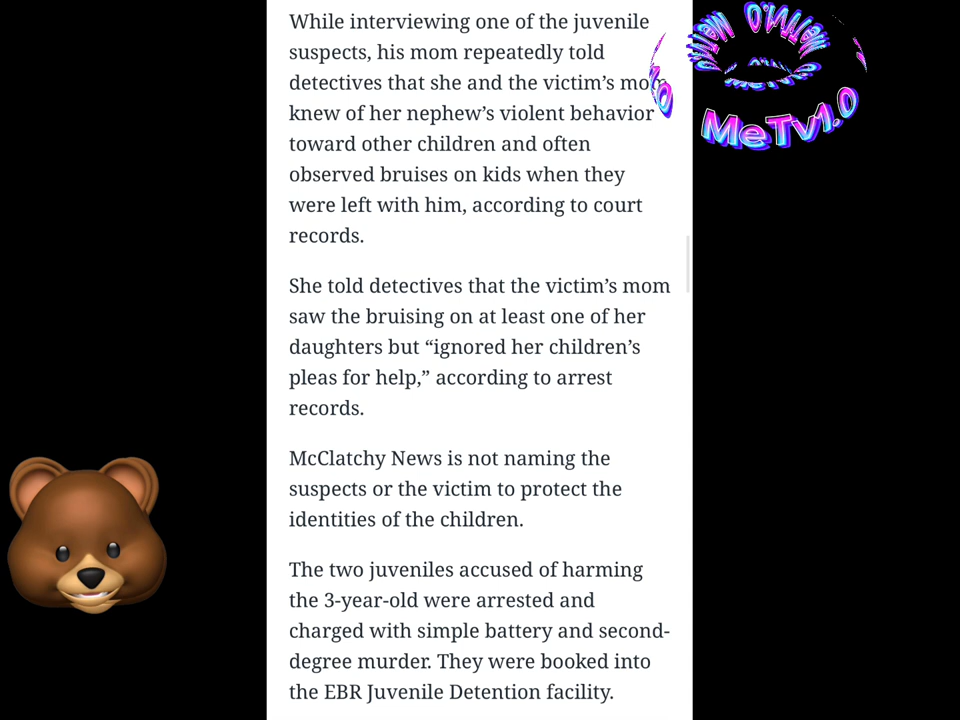 While interviewing one of the juvenile
suspects, his mom repeatedly told
detectives that she and the victim’s mom
knew of her nephew’s violent behavior
toward other children and often
observed bruises on kids when they
were left with him, according to court
records.
She told detectives that the victim’s mom
saw the bruising on at least one of her
daughters but “ignored her children’s
pleas for help,” according to arrest
records.
McClatchy News is not naming the
suspects or the victim to protect the
identities of the children.
The two juveniles accused of harming
the 3-year-old were arrested and
charged with simple battery and second-
degree murder. They were booked into
the EBR Juvenile Detention facility.
MeTv1.0